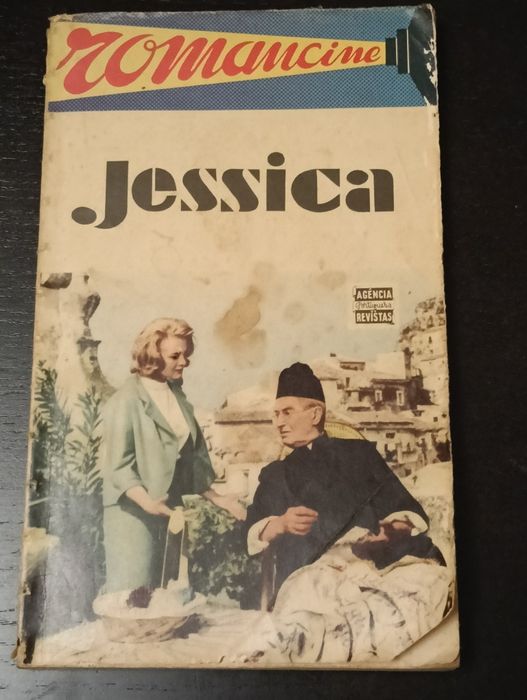 romancine
Jessica
AGÊNCIA
Portuguesa
REVISTAS